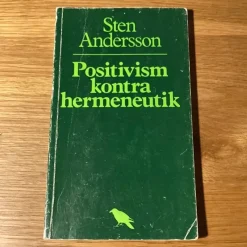 Sten
Andersson
Positivism
kontra
hermeneutik